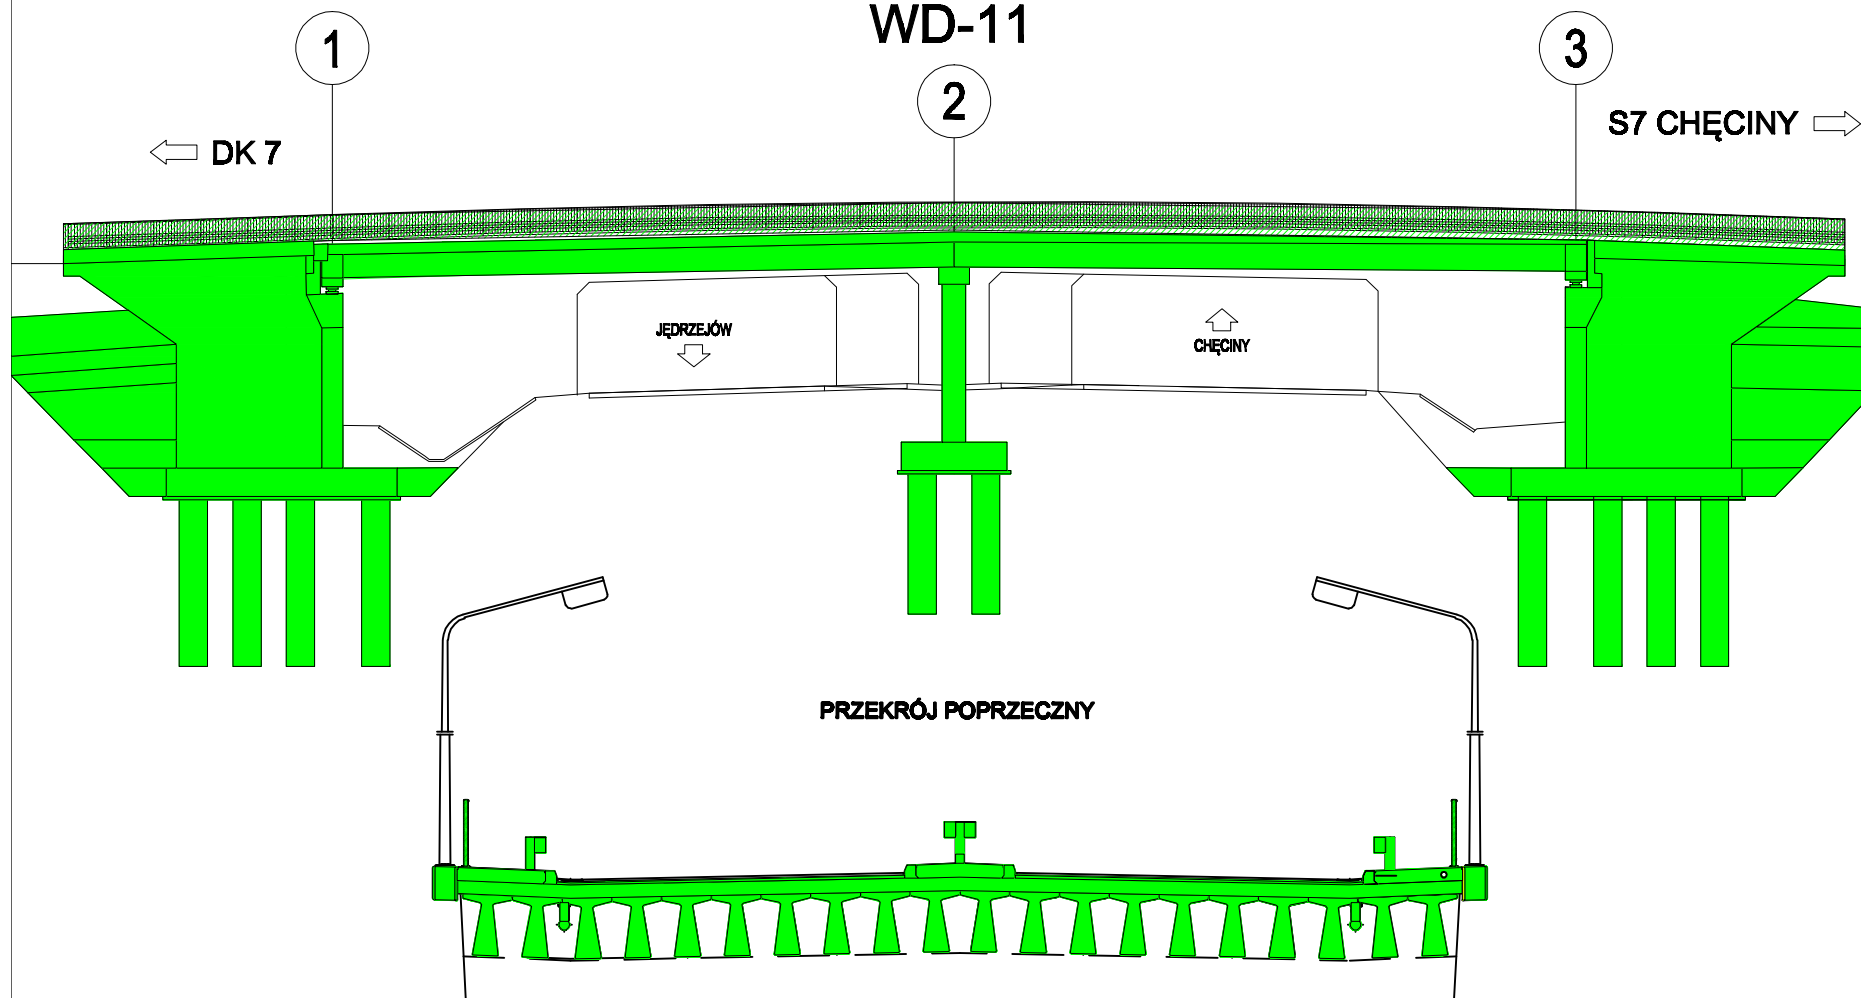 WD-11
1
2
3
DK 7
S7 CHĘCINY
JĘDRZEJÓW
CHĘCINY
PRZEKRÓJ POPRZECZNY